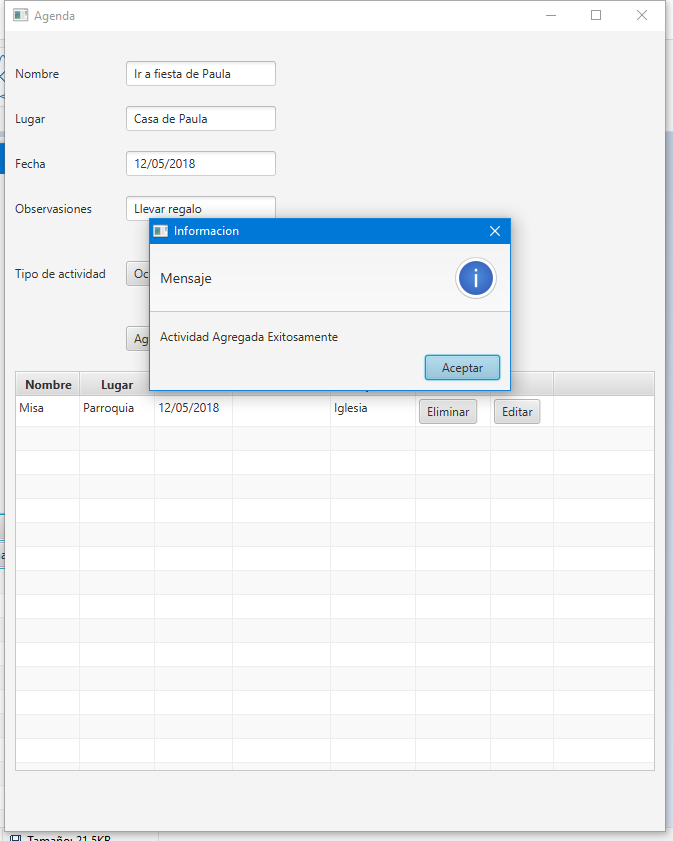 Agenda
Nombre Ir a fiesta de Paula
Lugar Casa de Paula
Fecha 12/05/2018
Observasiones Llevar regalo
Informacion
Mensaje
Tipo de actividad Oc
Actividad Agregada Exitosamente
Ag
Aceptar
Nombre Lugar
Misa Parroquia 12/05/2018 Iglesia Eliminar Editar
Tamaño: 21,5KB